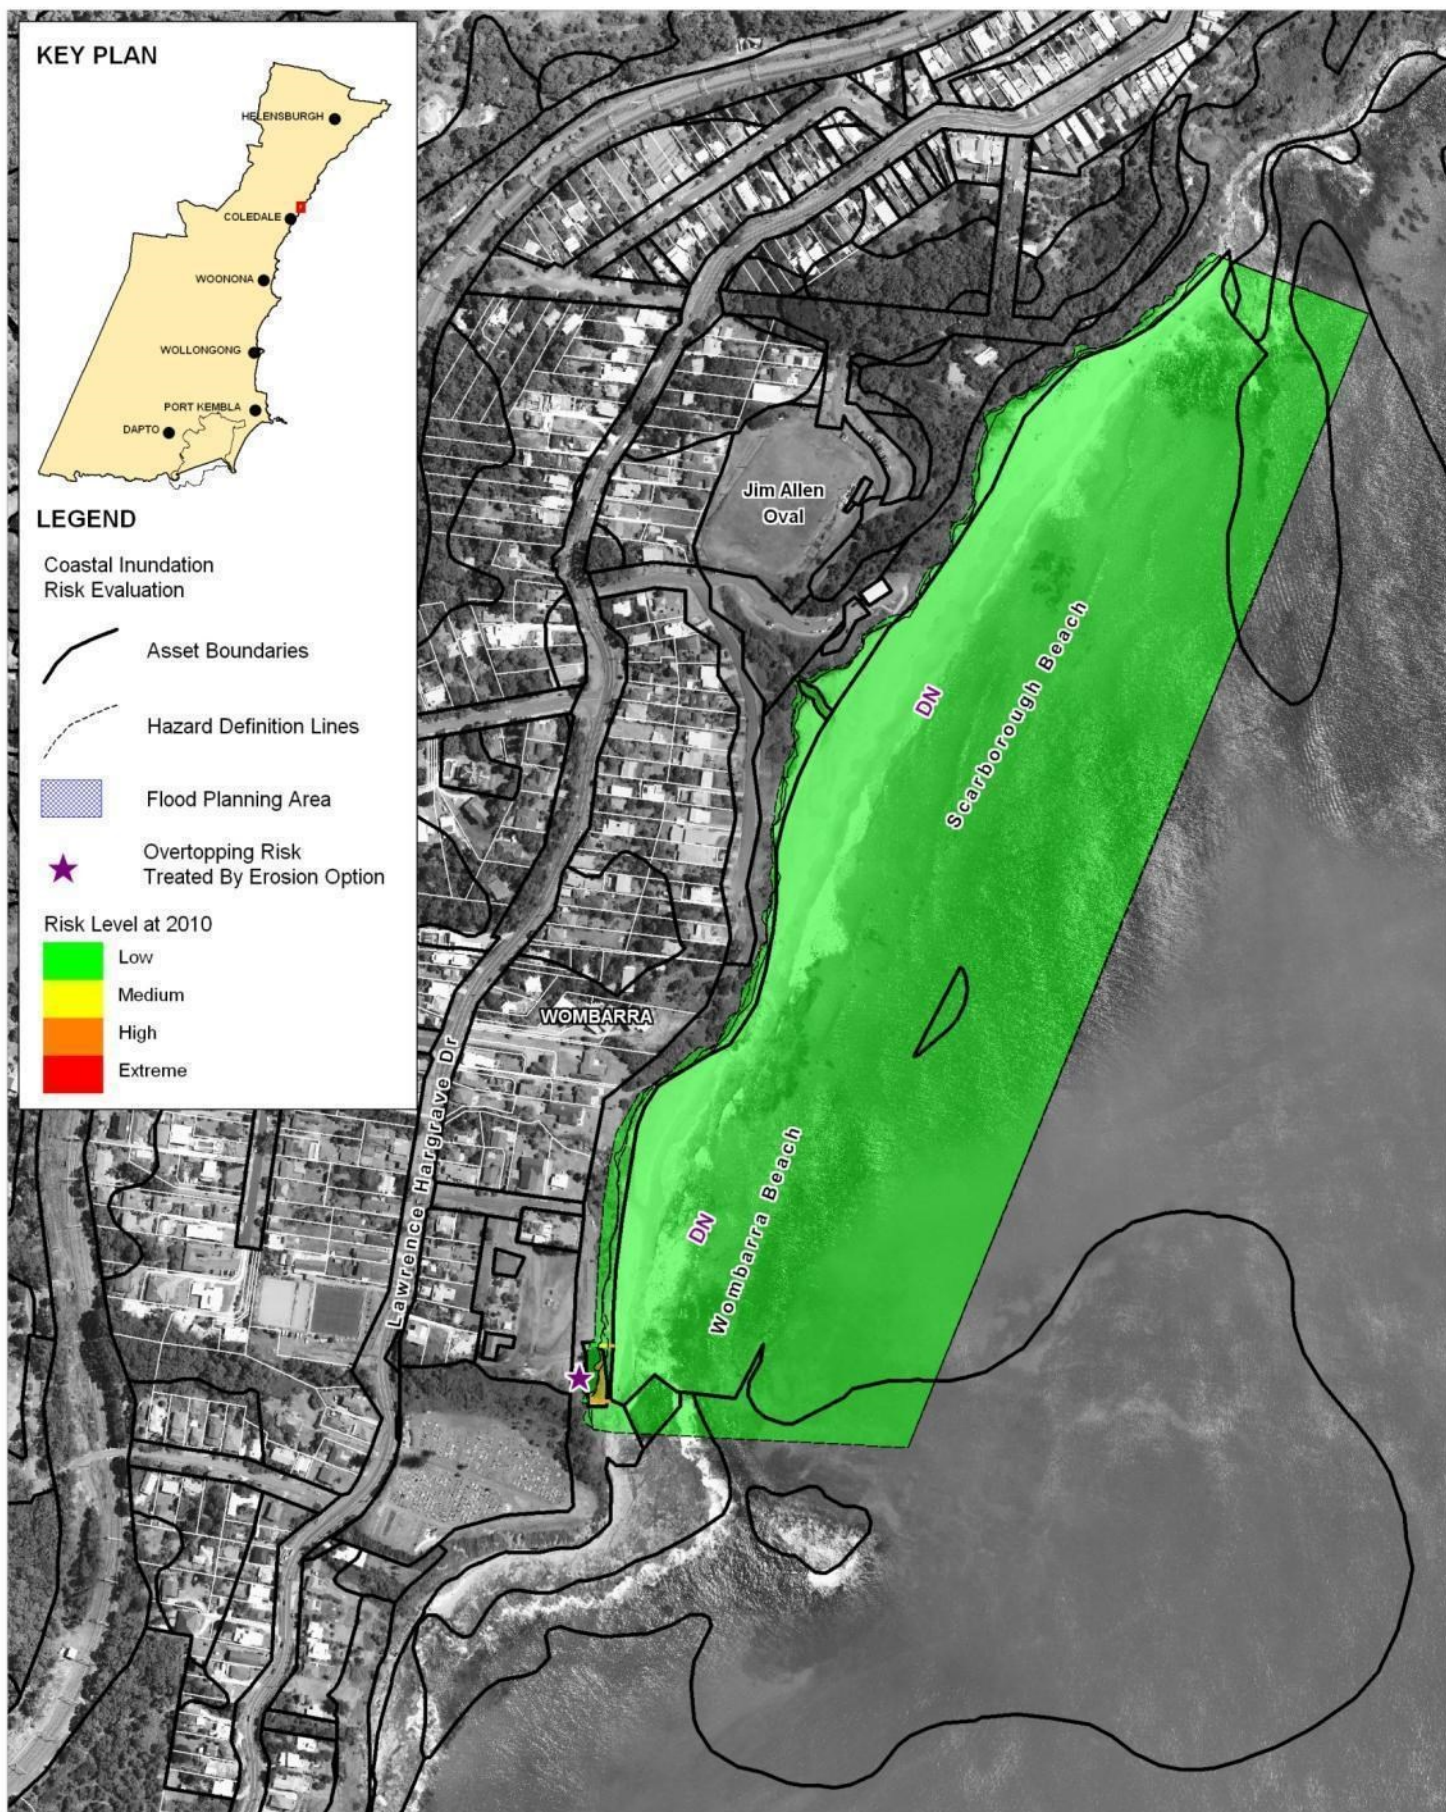 KEY PLAN
HELENSBURGH
COLEDALE
WOONONA
WOLLONGONG
PORT KEMBLA
DAPTO
LEGEND
Coastal Inundation
Risk Evaluation
Asset Boundaries
Hazard Definition Lines
Flood Planning Area
Overtopping Risk
Treated By Erosion Option
Risk Level at 2010
Low
Medium
High
Extreme
Jim Allen
Oval
DN
Scarborough Beach
WOMBARRA
Lawrence Hargrave Dr
DN
Wombarra Beach